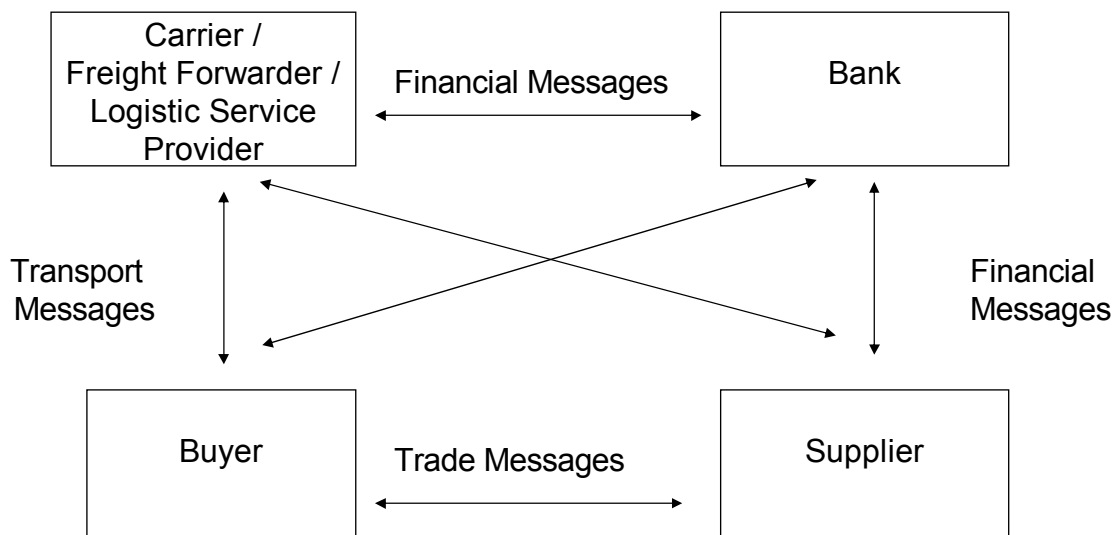 Carrier /
Freight Forwarder /
Logistic Service
Provider
Financial Messages
Bank
Transport
Messages
Financial
Messages
Buyer
Trade Messages
Supplier